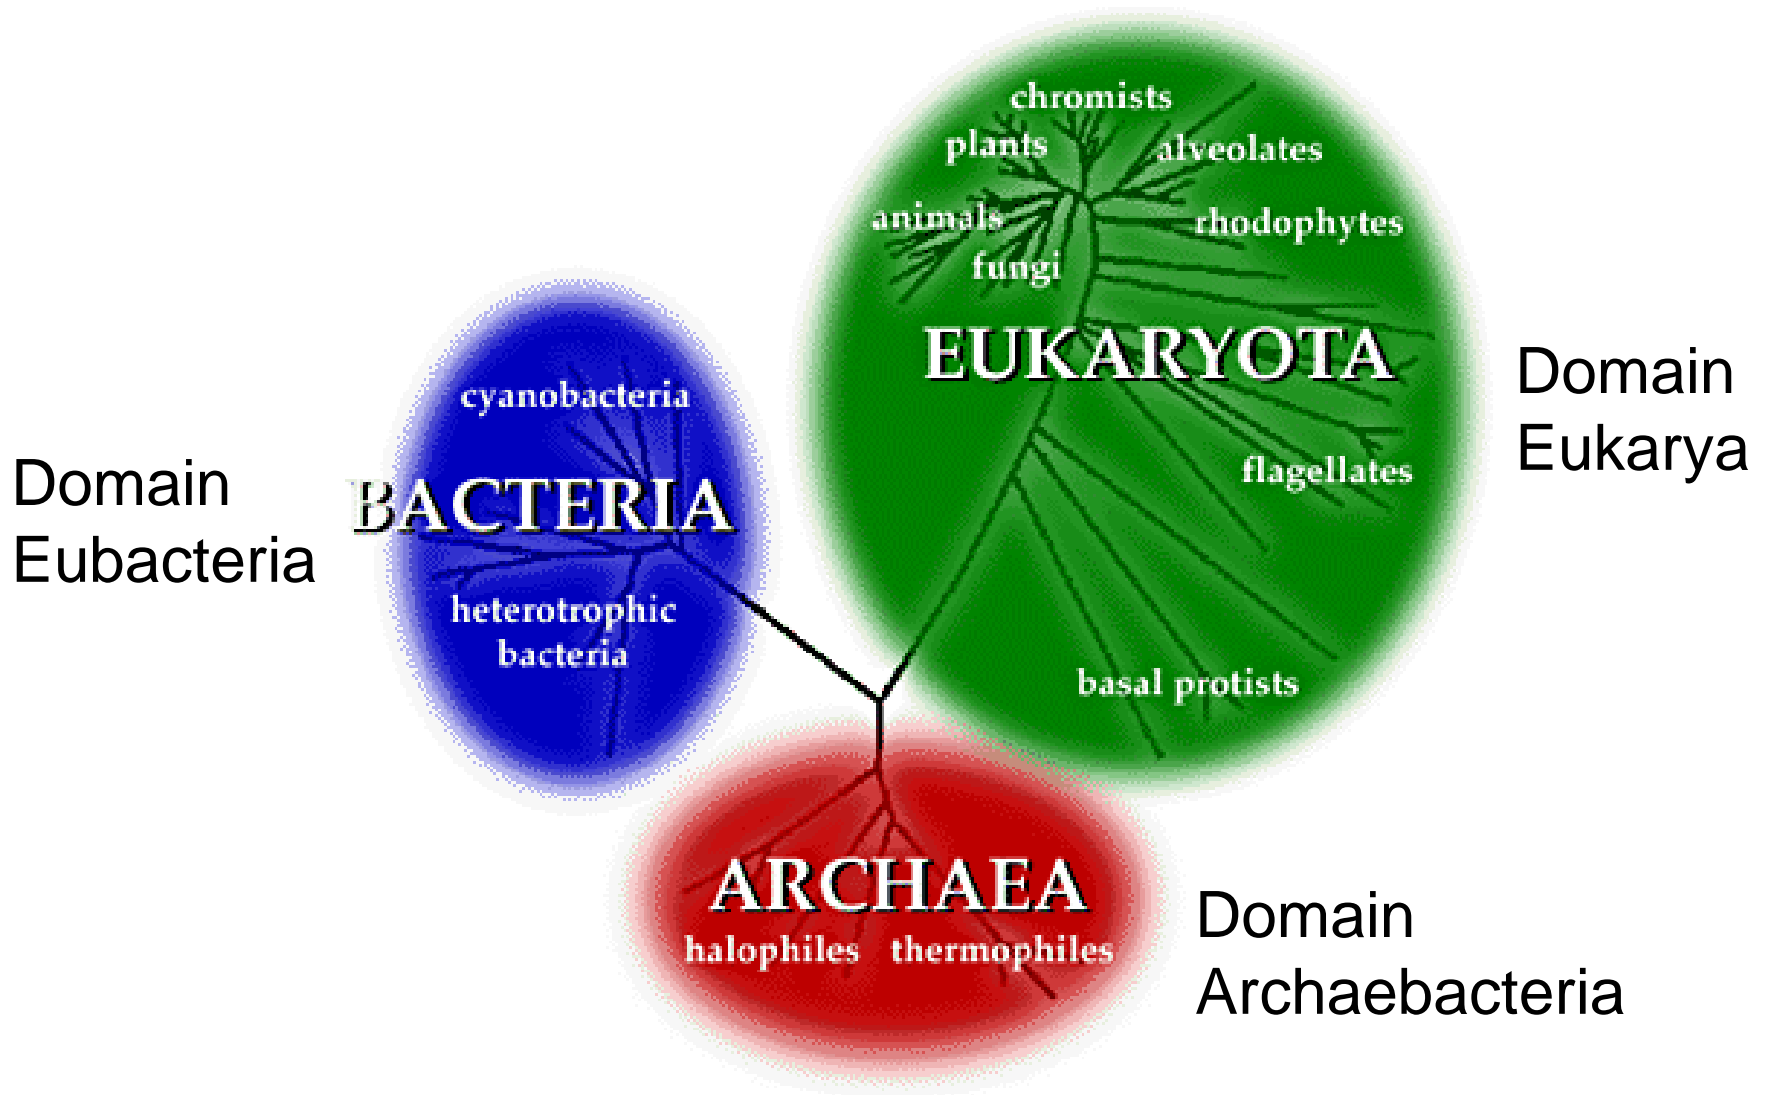 chromists
plants
alveolates
animals
rhodophytes
fungi
EUKARYOTA
Domain
Eukarya
flagellates
basal protists
cyanobacteria
BACTERIA
Domain
Eubacteria
heterotrophic
bacteria
ARCHAEA
halophiles thermophiles
Domain
Archaebacteria